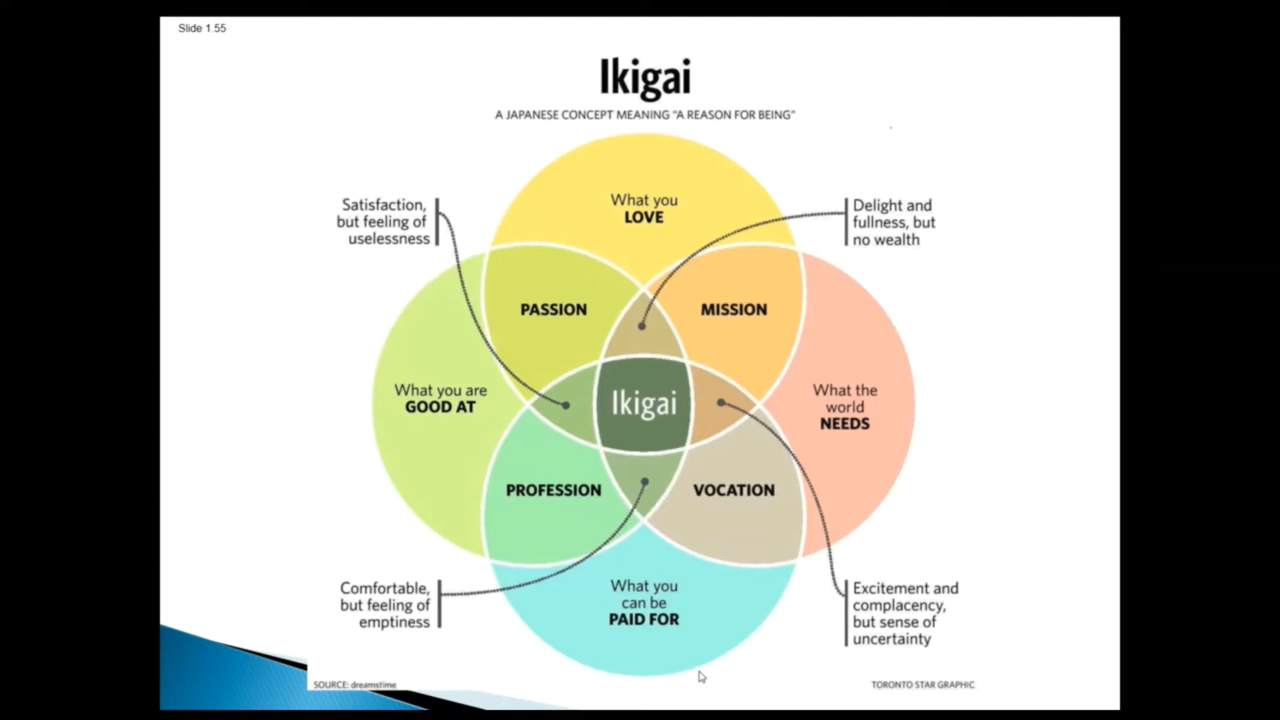 Slide 1.55
Ikigai
A JAPANESE CONCEPT MEANING "A REASON FOR BEING"
What you
LOVE
Satisfaction,
but feeling of
uselessness
Delight and
fullness, but
no wealth
PASSION
MISSION
What you are
GOOD AT
Ikigai
What the
world
NEEDS
PROFESSION
VOCATION
What you
can be
PAID FOR
Comfortable,
but feeling of
emptiness
Excitement and
complacency,
but sense of
uncertainty
SOURCE: dreamstime
TORONTO STAR GRAPHIC